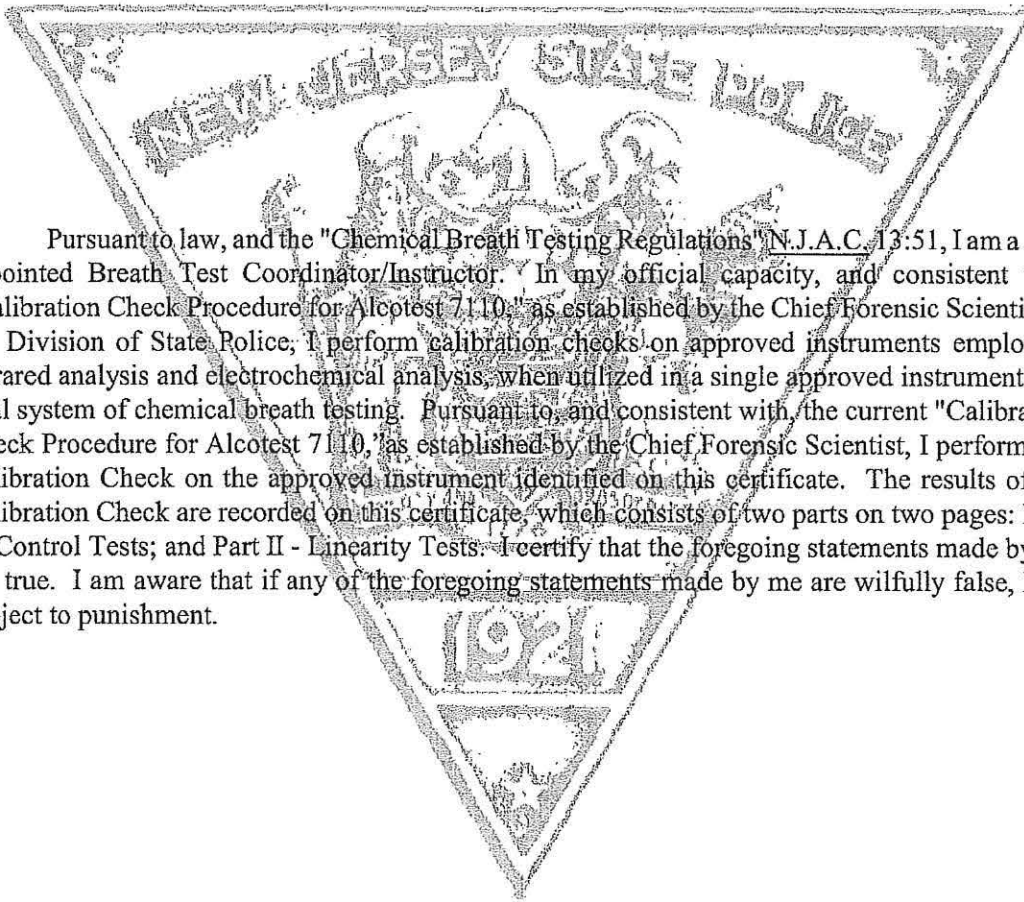 NEW JERSEY STATE POLICE
Pursuant to law, and the "Chemical Breath Testing Regulations" N.J.A.C. 13:51, I am a
ointed Breath Test Coordinator/Instructor. In my official capacity, and consistent
alibration Check Procedure for Alcotest 7110," as established by the Chief Forensic Scienti
Division of State Police, I perform calibration checks on approved instruments emplo
rared analysis and electrochemical analysis, when utilized in a single approved instrument
al system of chemical breath testing. Pursuant to, and consistent with, the current "Calibra
eck Procedure for Alcotest 7110," as established by the Chief Forensic Scientist, I perform
libration Check on the approved instrument identified on this certificate. The results of
libration Check are recorded on this certificate, which consists of two parts on two pages:
Control Tests; and Part II - Linearity Tests. I certify that the foregoing statements made by
true. I am aware that if any of the foregoing statements made by me are wilfully false,
ject to punishment.
1921